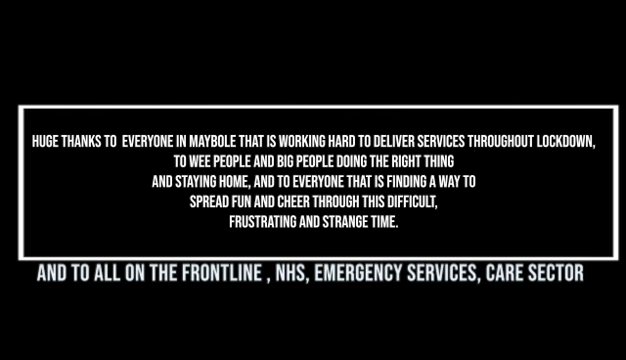 HUGE THANKS TO EVERYONE IN MAYBOLE THAT IS WORKING HARD TO DELIVER SERVICES THROUGHOUT LOCKDOWN,
TO WEE PEOPLE AND BIG PEOPLE DOING THE RIGHT THING
AND STAYING HOME, AND TO EVERYONE THAT IS FINDING A WAY TO
SPREAD FUN AND CHEER THROUGH THIS DIFFICULT,
FRUSTRATING AND STRANGE TIME.
AND TO ALL ON THE FRONTLINE , NHS, EMERGENCY SERVICES, CARE SECTOR